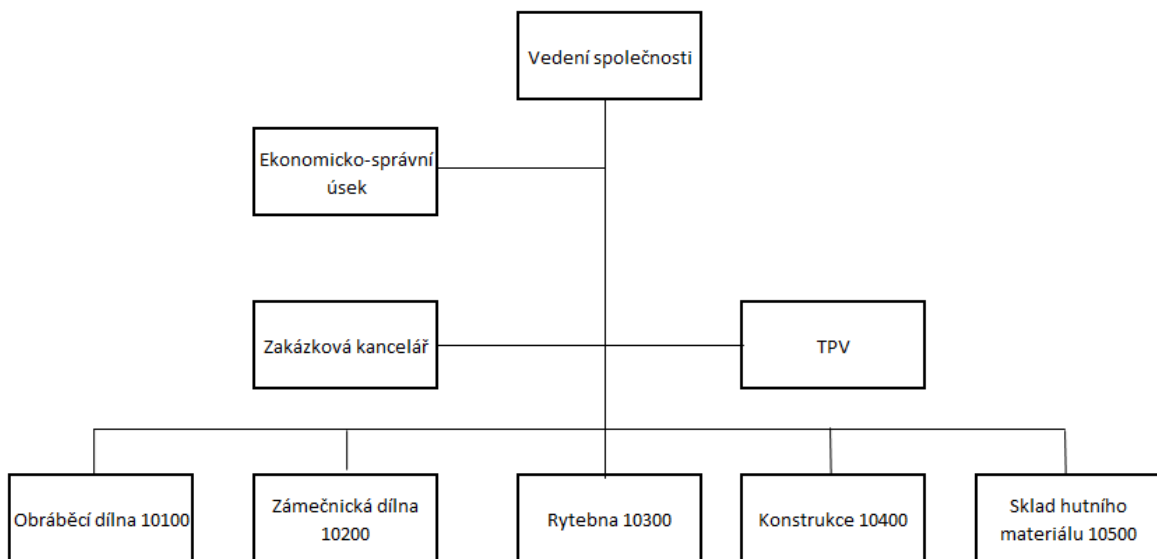 Vedení společnosti
Ekonomicko-správní
úsek
Zakázková kancelář
TPV
Obráběcí dílna 10100
Zámečnická dílna
10200
Rytebna 10300
Konstrukce 10400
Sklad hutního
materiálu 10500